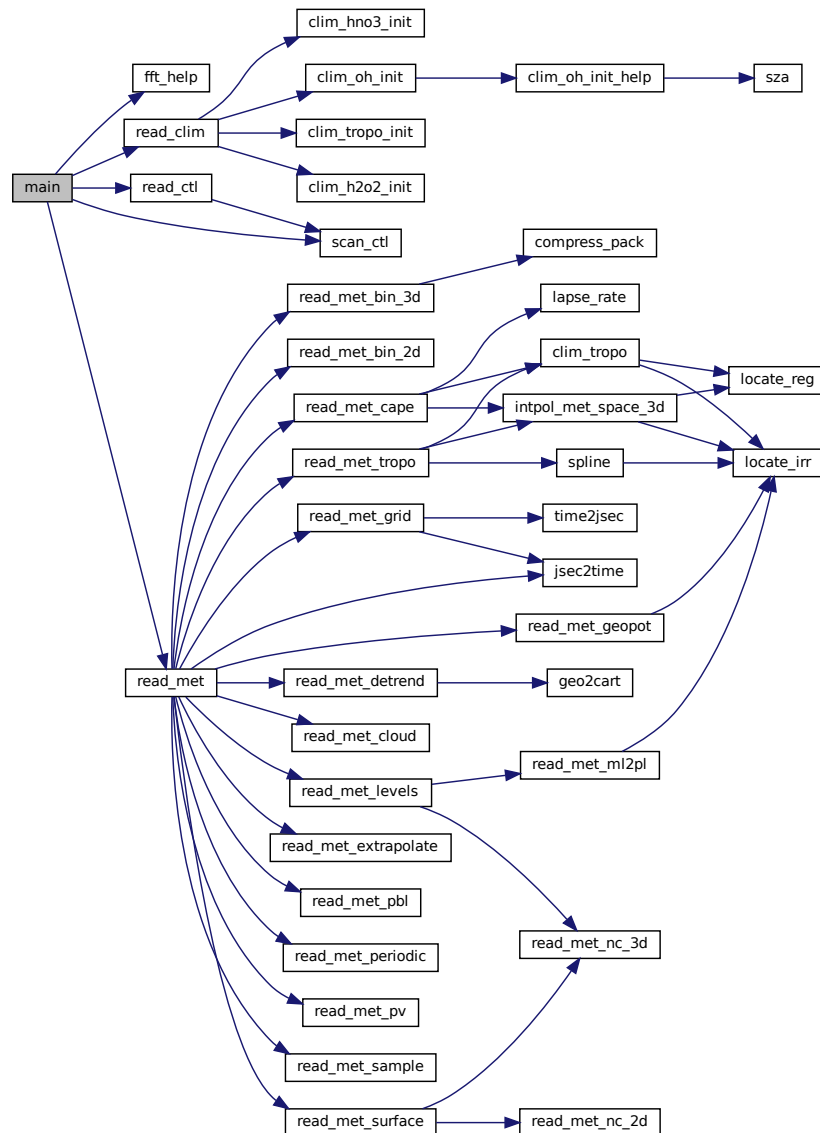 clim_hno3_init
fft_help
clim_oh_init
clim_oh_init_help
sza
read_clim
clim_tropo_init
main
read_ctl
clim_h2o2_init
scan_ctl
compress_pack
read_met_bin_3d
lapse_rate
read_met_bin_2d
clim_tropo
locate_reg
read_met_cape
intpol_met_space_3d
read_met_tropo
spline
locate_irr
read_met_grid
time2jsec
jsec2time
read_met_geopot
read_met
read_met_detrend
geo2cart
read_met_cloud
read_met_ml2pl
read_met_levels
read_met_extrapolate
read_met_pbl
read_met_nc_3d
read_met_periodic
read_met_pv
read_met_sample
read_met_surface
read_met_nc_2d